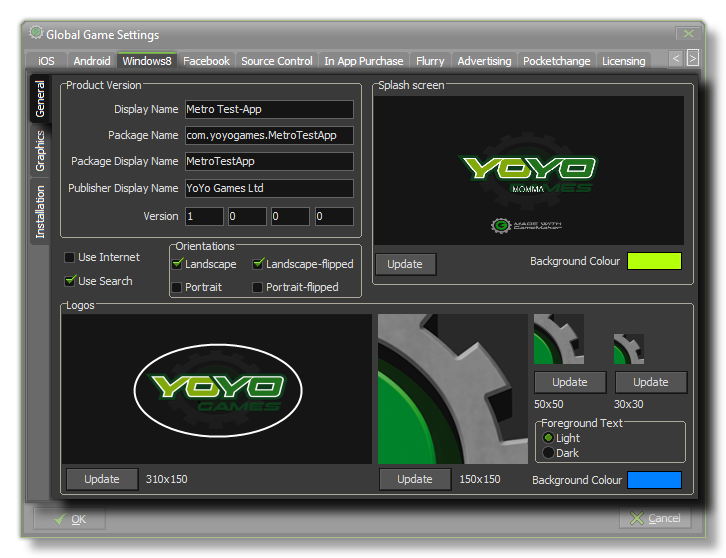 Global Game Settings
iOS Android Windows8 Facebook Source Control In App Purchase Flurry Advertising Pocketchange Licensing < >
General
Graphics
Installation
Product Version
Display Name Metro Test-App
Package Name com.yoyogames.MetroTestApp
Package Display Name MetroTestApp
Publisher Display Name YoYo Games Ltd
Version 1 0 0 0
Use Internet
Use Search
Orientations
Landscape Landscape-flipped
Portrait Portrait-flipped
Splash screen
YOYO
MOMMA
GAMES
MADE WITH
GameMaker
Update Background Colour
Logos
YOYO
GAMES
Update 310x150
Update 150x150
Update Update
50x50 30x30
Foreground Text
Light
Dark
Background Colour
OK Cancel